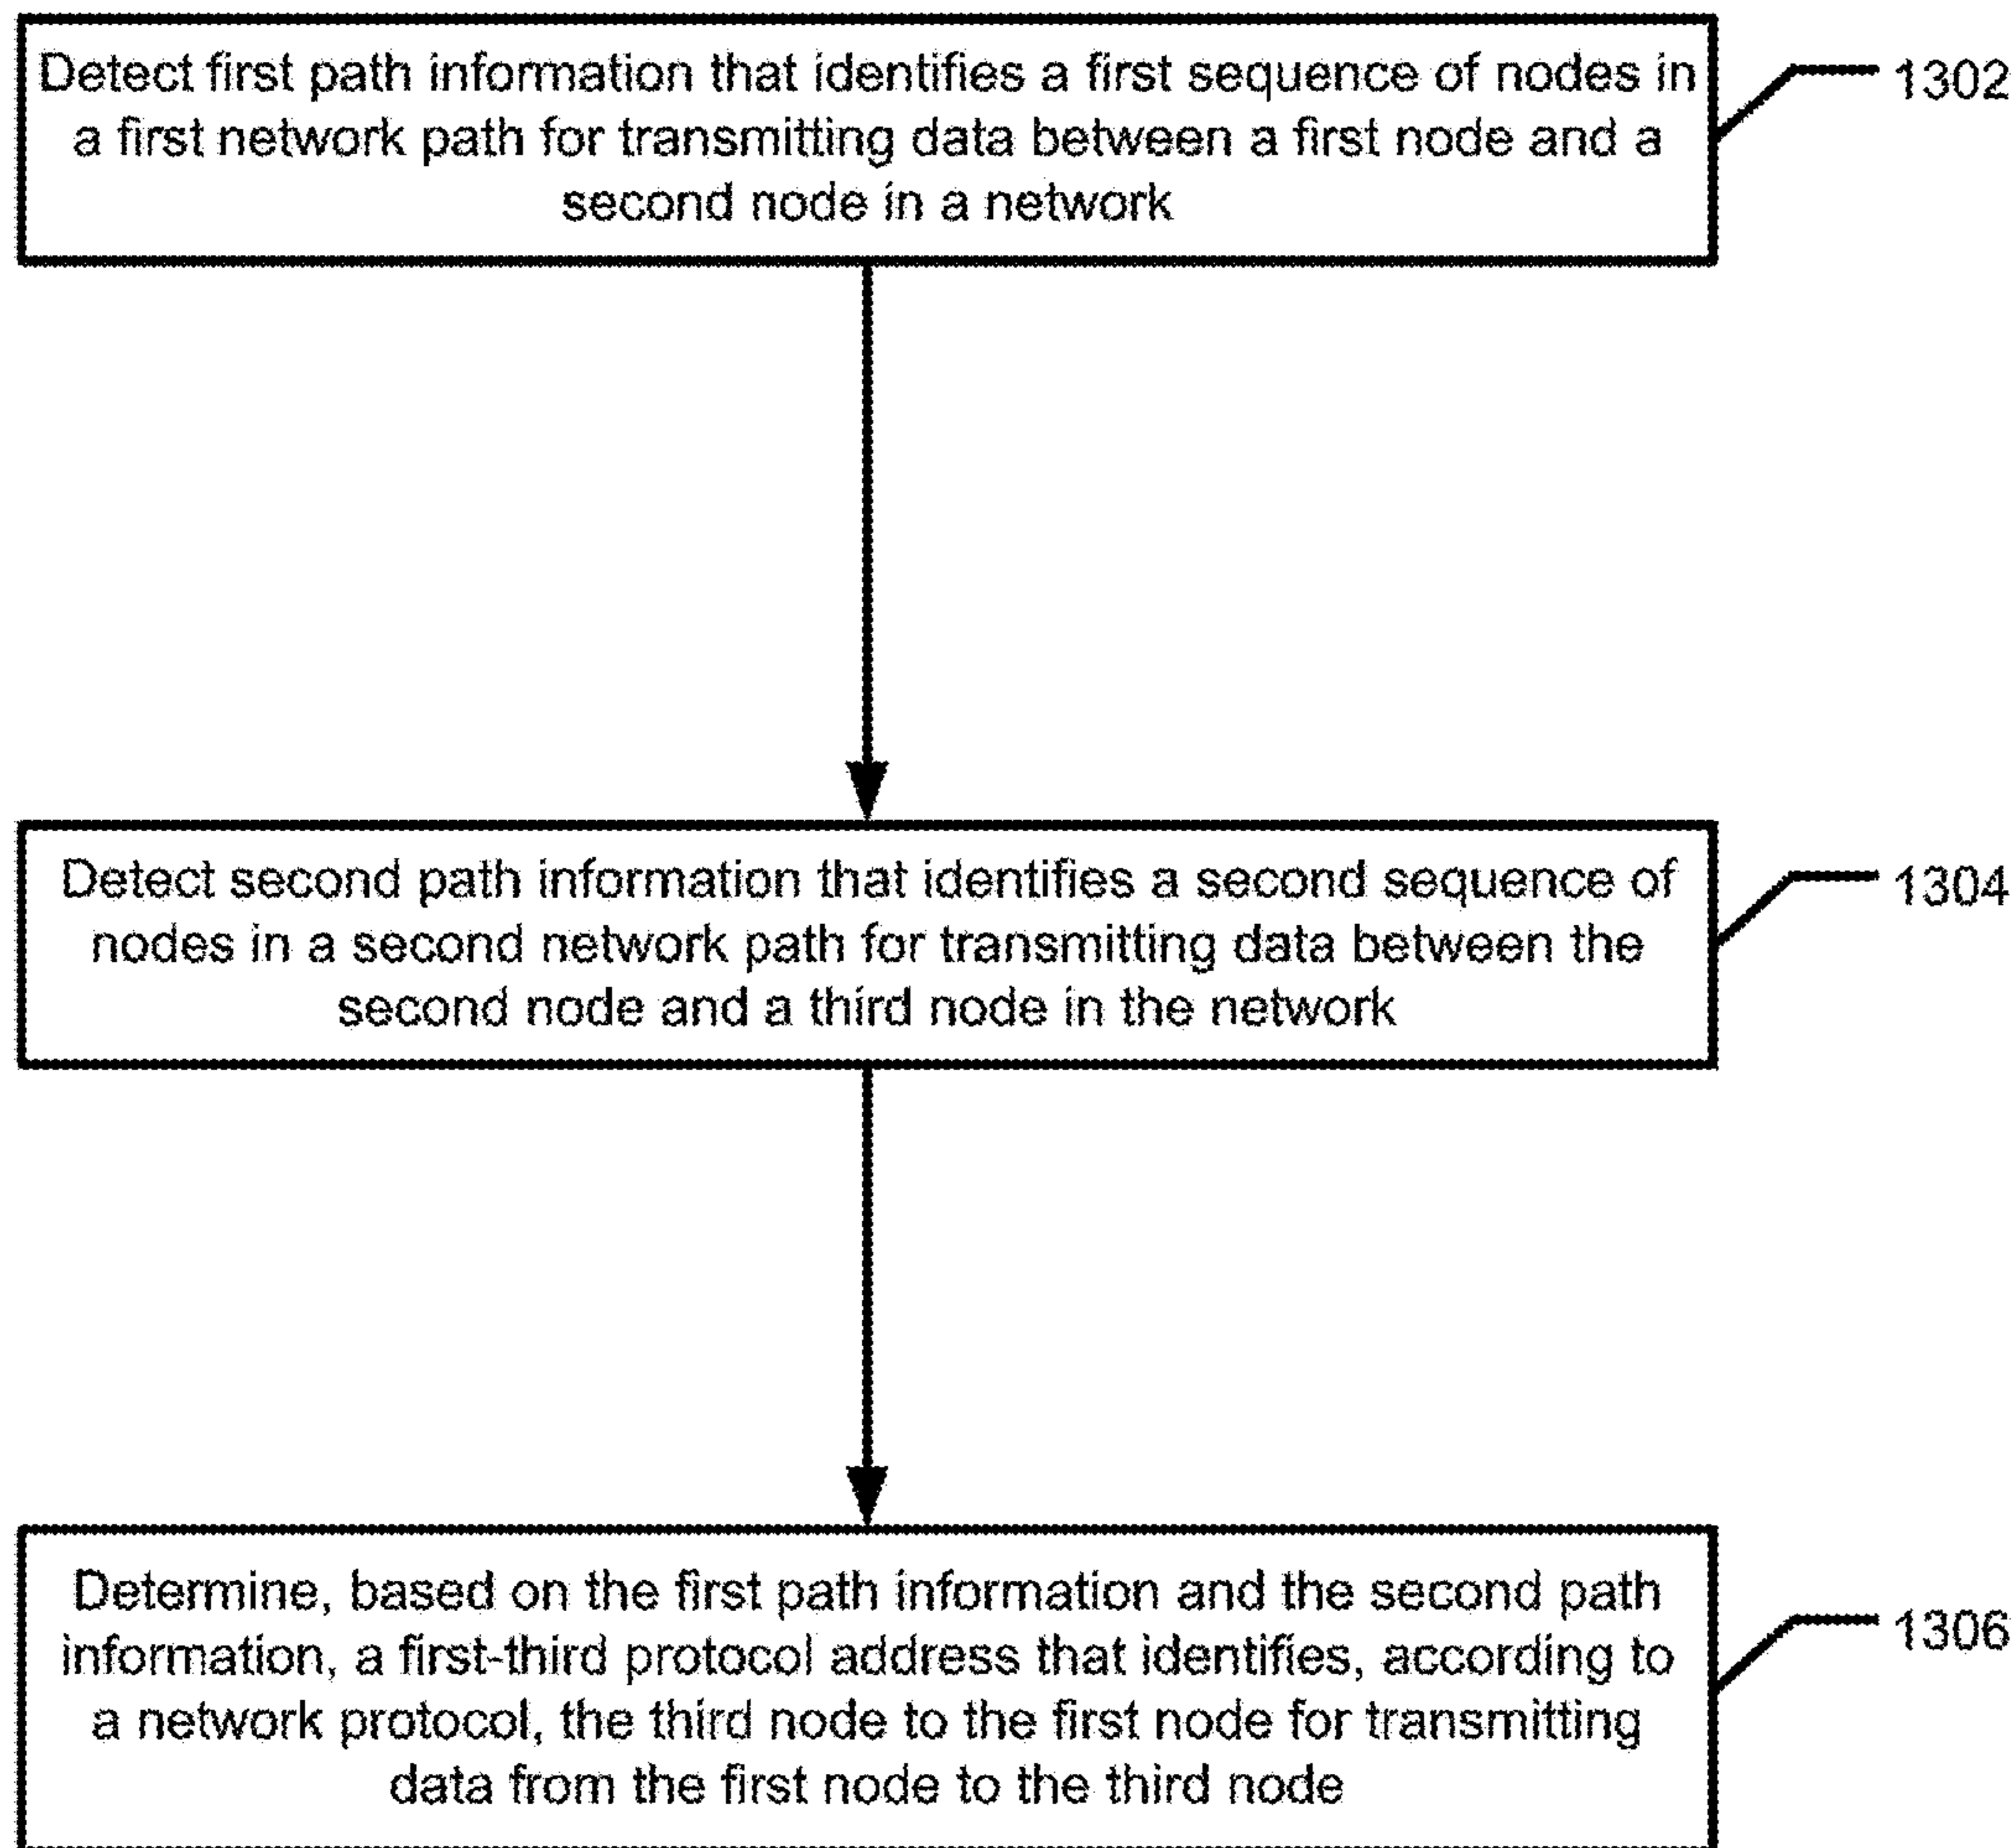 Detect first path information that identifies a first sequence of nodes in
a first network path for transmitting data between a first node and a
second node in a network
1302
Detect second path information that identifies a second sequence of
nodes in a second network path for transmitting data between the
second node and a third node in the network
1304
Determine, based on the first path information and the second path
information, a first-third protocol address that identifies, according to
a network protocol, the third node to the first node for transmitting
data from the first node to the third node
1306